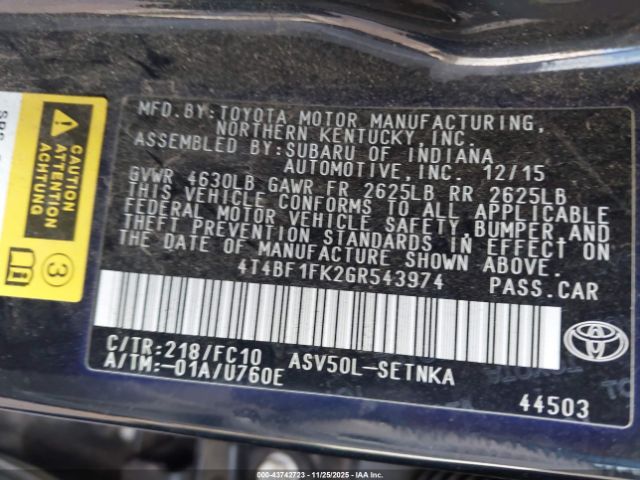 MFD.BY:TOYOTA MOTOR MANUFACTURING,
NORTHERN KENTUCKY,INC.
ASSEMBLED BY:SUBARU OF INDIANA
AUTOMOTIVE,INC. 12/15
GVWR 4630LB GAWR FR 2625LB RR 2625LB
THIS VEHICLE CONFORMS TO ALL APPLICABLE
FEDERAL MOTOR VEHICLE SAFETY,BUMPER,AND
THEFT PREVENTION STANDARDS IN EFFECT ON
THE DATE OF MANUFACTURE SHOWN ABOVE.
4T4BF1FK2GR543974 PASS.CAR
C/TR:218/FC10 ASV50L-SETNKA
A/TM:-01A/U760E
44503
CAUTION
ATTENTION
3
SRS
000-43742723 — 11/25/2025 — IAAI.COM